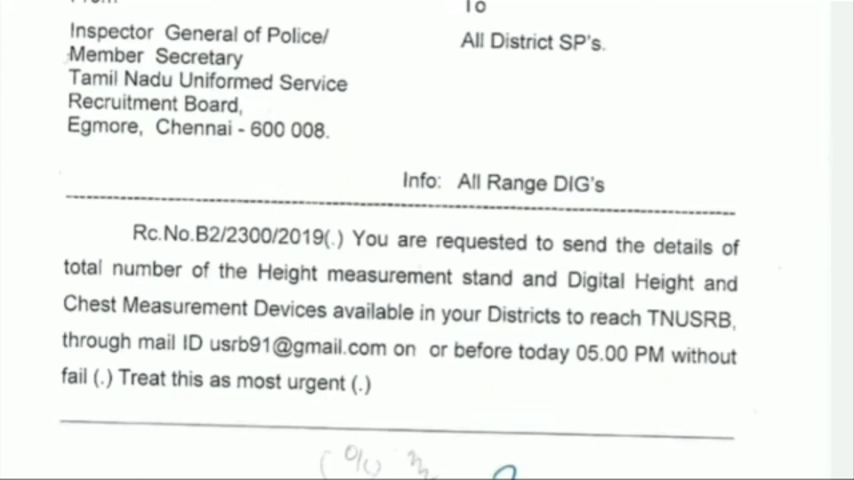 To
Inspector General of Police/
All District SP's.
Member Secretary
Tamil Nadu Uniformed Service
Recruitment Board,
Egmore, Chennai - 600 008.
Info: All Range DIG's
Rc.No.B2/2300/2019(.) You are requested to send the details of
total number of the Height measurement stand and Digital Height and
Chest Measurement Devices available in your Districts to reach TNUSRB,
through mail ID usrb91@gmail.com on or before today 05.00 PM without
fail (.) Treat this as most urgent (.)